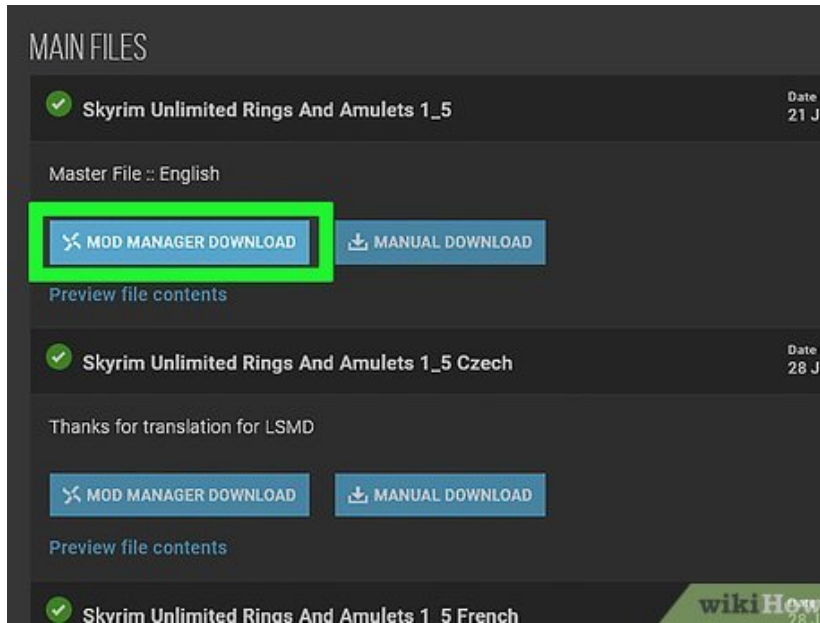 MAIN FILES
Skyrim Unlimited Rings And Amulets 1_5
Date
21 J
Master File :: English
MOD MANAGER DOWNLOAD
MANUAL DOWNLOAD
Preview file contents
Skyrim Unlimited Rings And Amulets 1_5 Czech
Date
28 J
Thanks for translation for LSMD
MOD MANAGER DOWNLOAD
MANUAL DOWNLOAD
Preview file contents
Skyrim Unlimited Rings And Amulets 1_5 French
28 J
wikiHow